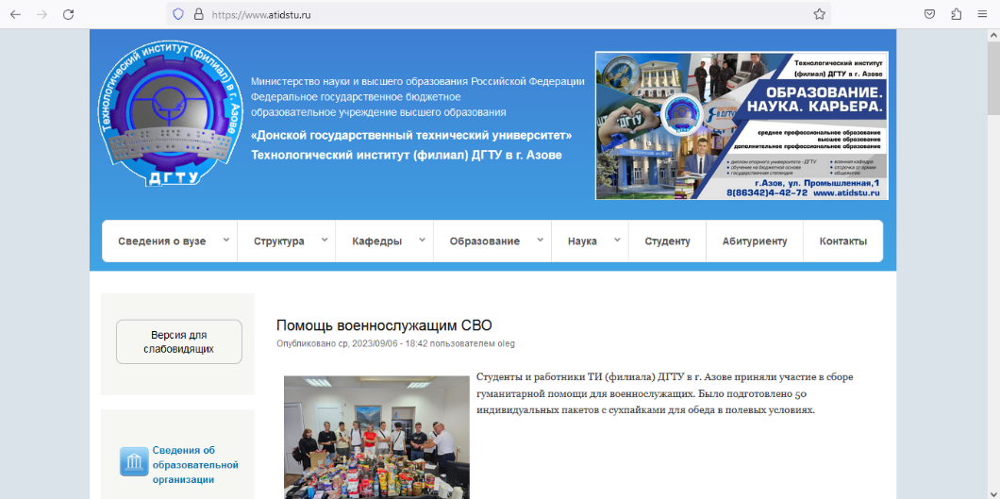 https://www.atidstu.ru
Технологический институт (филиал) в г. Азове
ДГТУ
Министерство науки и высшего образования Российской Федерации
Федеральное государственное бюджетное
образовательное учреждение высшего образования
«Донской государственный технический университет»
Технологический институт (филиал) ДГТУ в г. Азове
Технологический институт
(филиал) ДГТУ в г. Азове
ОБРАЗОВАНИЕ.
НАУКА. КАРЬЕРА.
среднее профессиональное образование
высшее образование
дополнительное профессиональное образование
• диплом опорного университета - ДГТУ
• обучение на бюджетной основе
• государственная стипендия
• военная кафедра
• отсрочка от армии
• общежитие
г.Азов, ул. Промышленная,1
8(86342)4-42-72 www.atidstu.ru
Сведения о вузе
Структура
Кафедры
Образование
Наука
Студенту
Абитуриенту
Контакты
Версия для
слабовидящих
Сведения об
образовательной
организации
Помощь военнослужащим СВО
Опубликовано ср, 2023/09/06 - 18:42 пользователем oleg
Студенты и работники ТИ (филиала) ДГТУ в г. Азове приняли участие в сборе
гуманитарной помощи для военнослужащих. Было подготовлено 50
индивидуальных пакетов с сухпайками для обеда в полевых условиях.